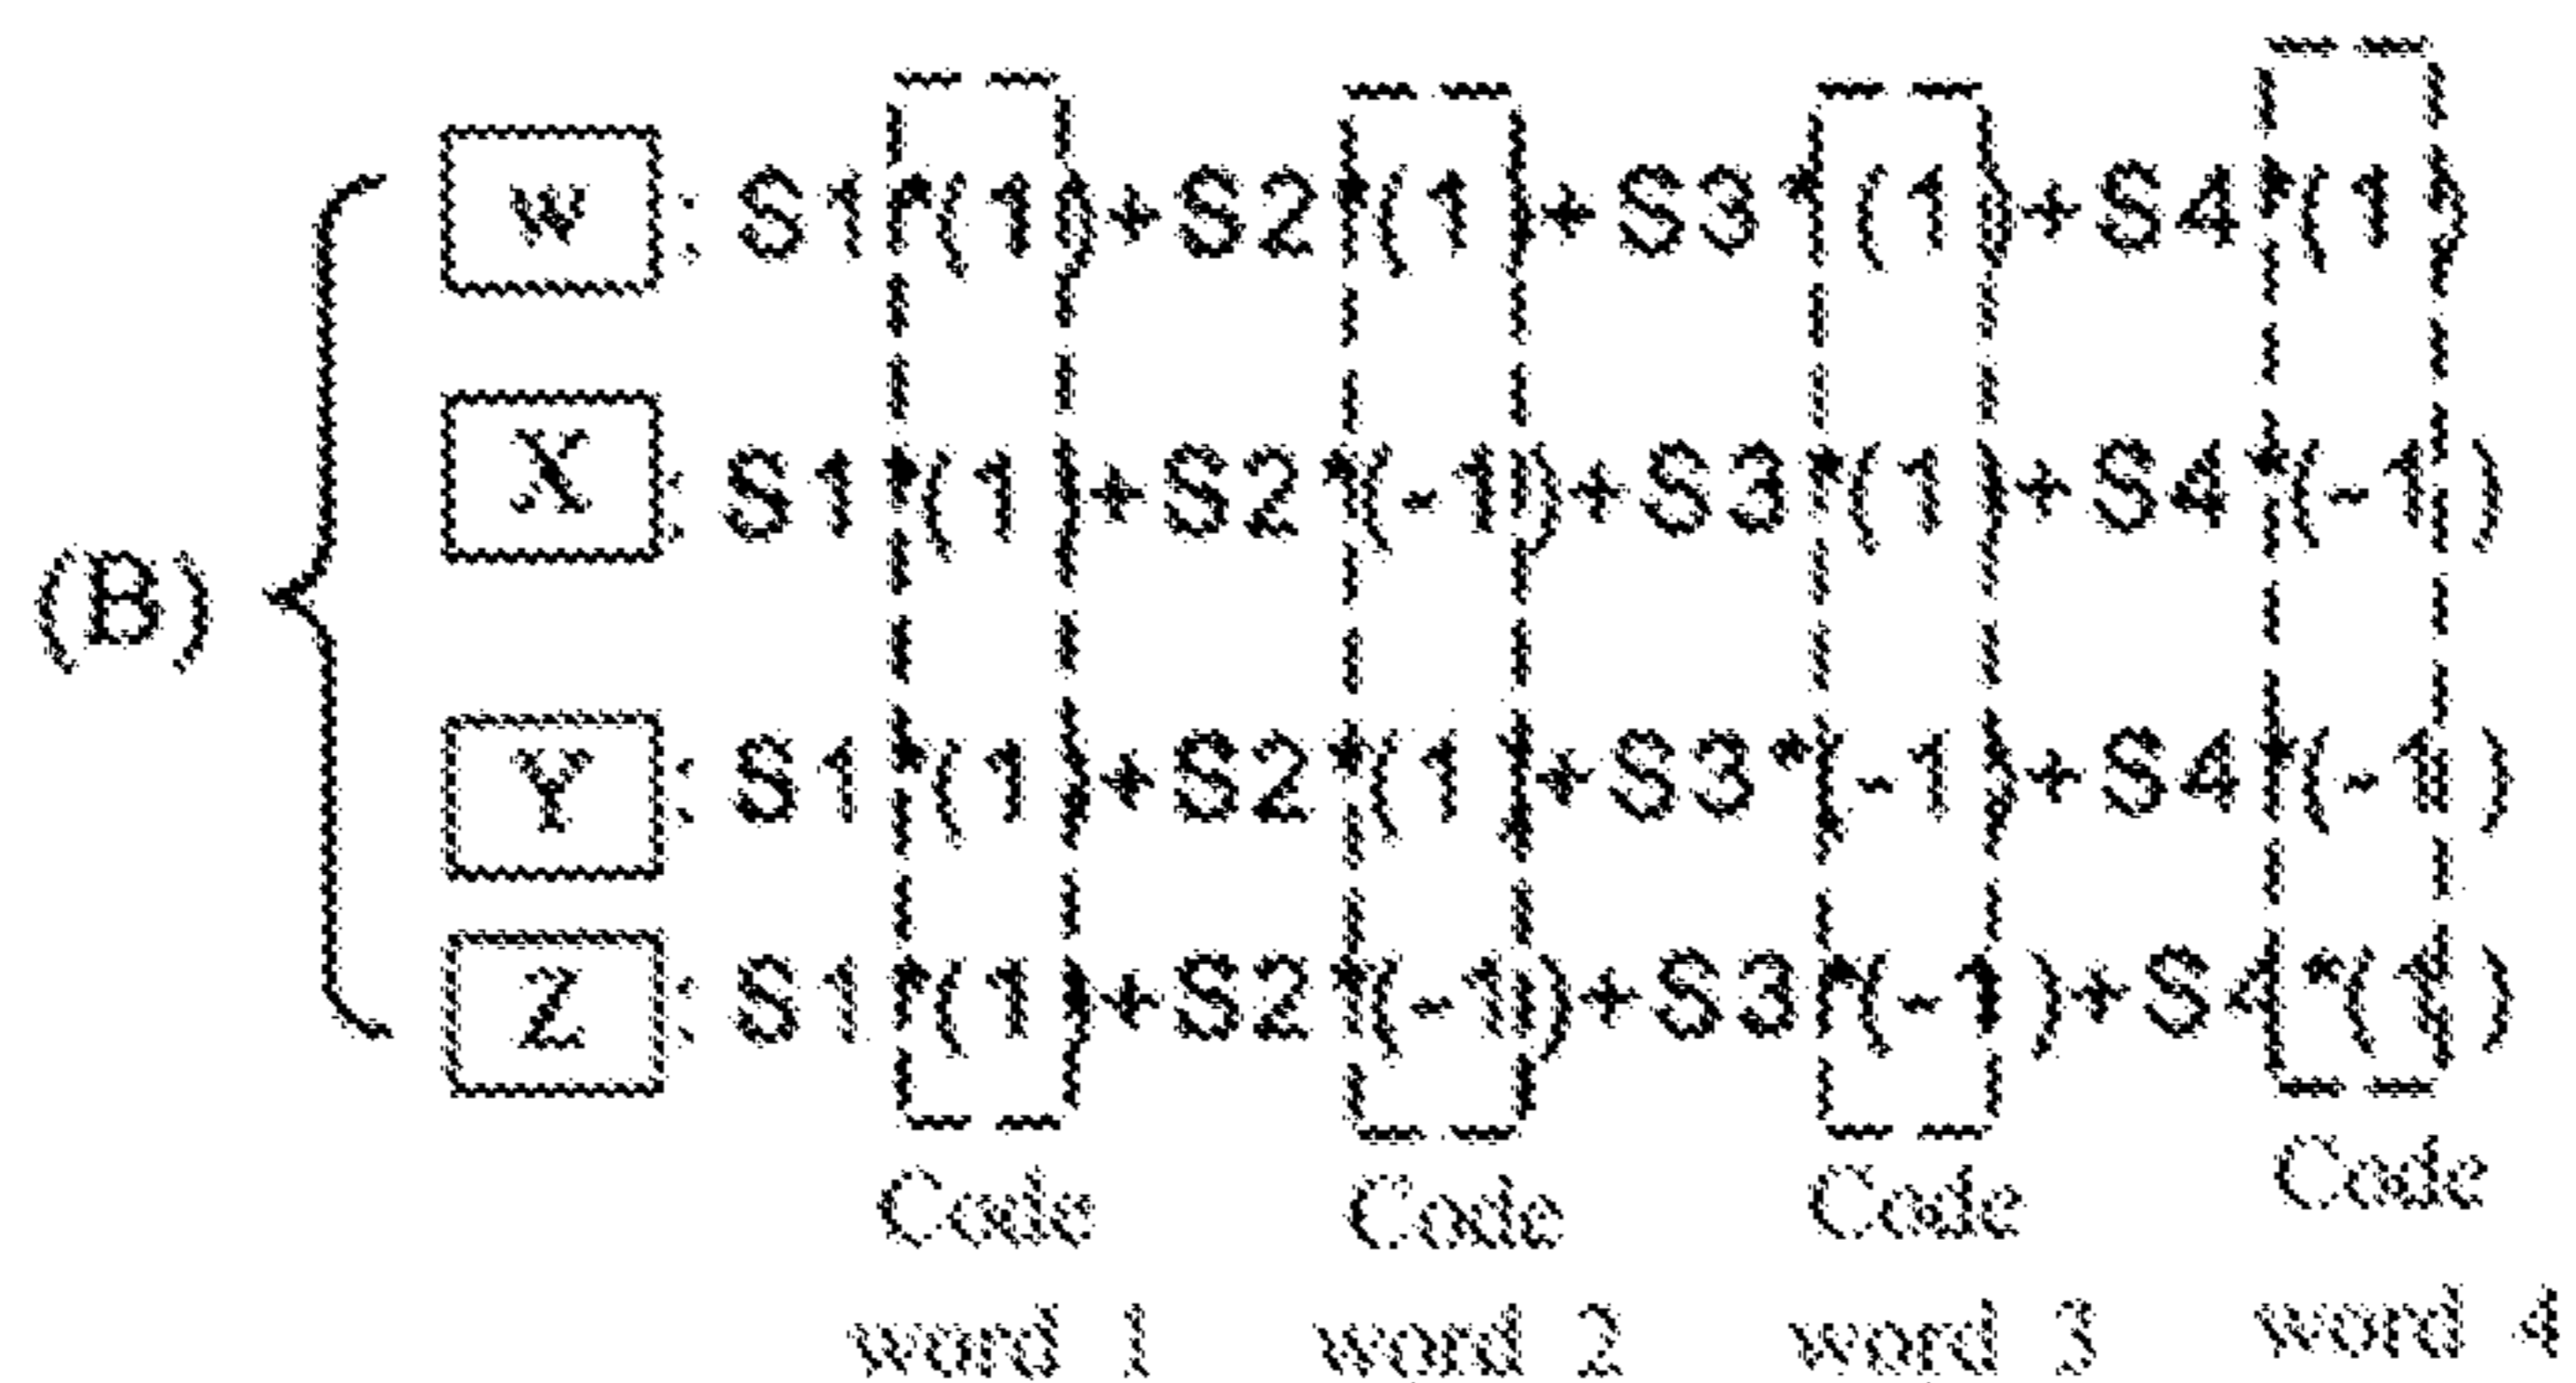 W : S1*(1)+S2*(1)+S3*(1)+S4*(1)
X : S1*(1)+S2*(-1)+S3*(1)+S4*(-1)
(B)
Y : S1*(1)+S2*(1)+S3*(-1)+S4*(-1)
Z : S1*(1)+S2*(-1)+S3*(-1)+S4*(1)
Code Code Code Code
word 1 word 2 word 3 word 4